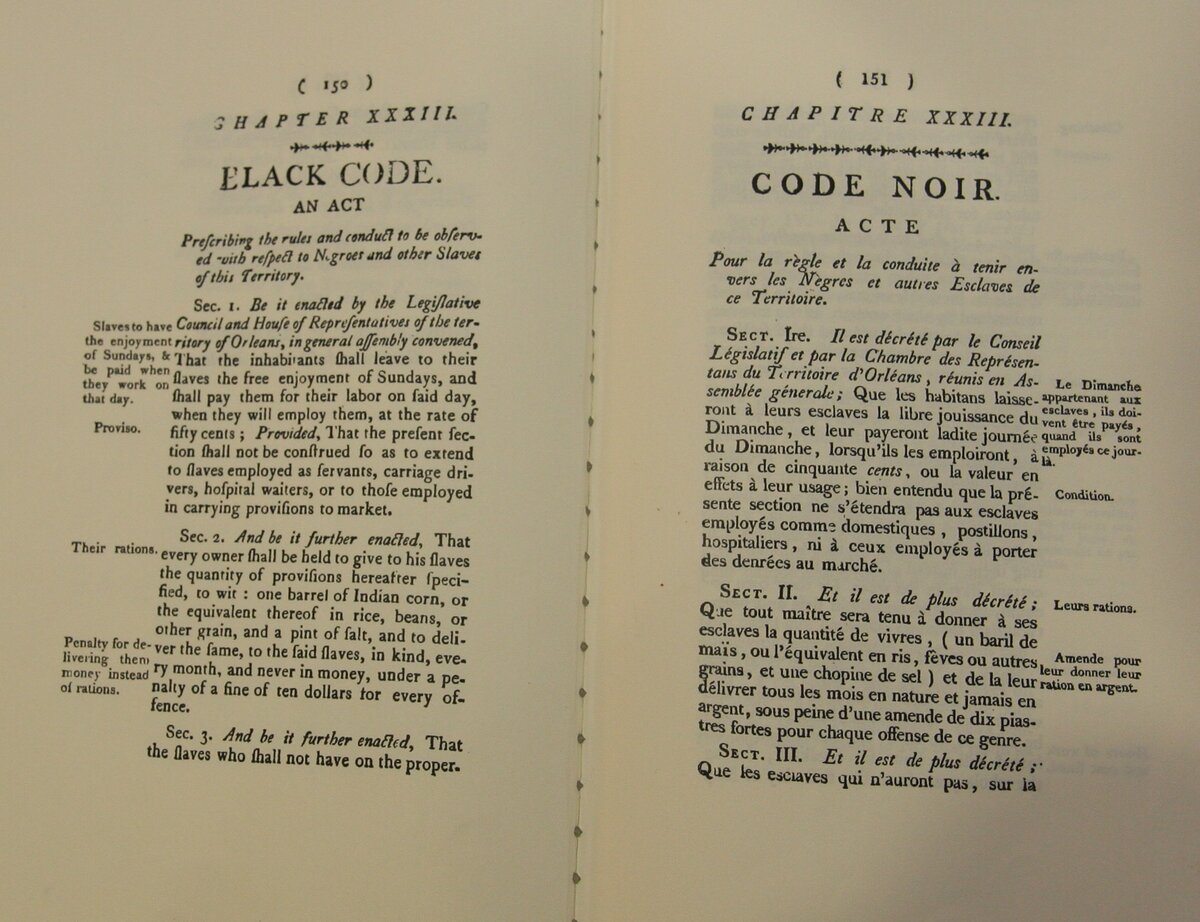 ( 150 )
CHAPTER XXXIII.
BLACK CODE.
AN ACT
Preſcribing the rules and conduct to be obſerv-
ed with reſpect to Negroes and other Slaves
of this Territory.
Sec. 1. Be it enacted by the Legiſlative
Council and Houſe of Repreſentatives of the ter-
ritory of Orleans, in general aſſembly convened,
That the inhabitants ſhall leave to their
ſlaves the free enjoyment of Sundays, and
ſhall pay them for their labor on ſaid day,
when they will employ them, at the rate of
fifty cents ; Provided, That the preſent ſec-
tion ſhall not be conſtrued ſo as to extend
to ſlaves employed as ſervants, carriage dri-
vers, hoſpital waiters, or to thoſe employed
in carrying proviſions to market.
Slaves to have
the enjoyment
of Sundays, &
be paid when
they work on
that day.
Proviso.
Sec. 2. And be it further enacted, That
every owner ſhall be held to give to his ſlaves
the quantity of proviſions hereafter ſpeci-
fied, to wit : one barrel of Indian corn, or
the equivalent thereof in rice, beans, or
other grain, and a pint of ſalt, and to deli-
ver the ſame, to the ſaid ſlaves, in kind, eve-
ry month, and never in money, under a pe-
nalty of a fine of ten dollars for every of-
fence.
Their rations.
Penalty for de-
livering them
money instead
of rations.
Sec. 3. And be it further enacted, That
the ſlaves who ſhall not have on the proper.
( 151 )
CHAPITRE XXXIII.
CODE NOIR.
ACTE
Pour la règle et la conduite à tenir en-
vers les Nègres et autres Esclaves de
ce Territoire.
SECT. Ire. Il est décrété par le Conseil
Législatif et par la Chambre des Représen-
tans du Territoire d'Orléans, réunis en As-
semblée génerale; Que les habitans laisse-
ront à leurs esclaves la libre jouissance du
Dimanche, et leur payeront ladite journée
du Dimanche, lorsqu'ils les emploiront, à
raison de cinquante cents, ou la valeur en
effets à leur usage; bien entendu que la pré-
sente section ne s'étendra pas aux esclaves
employés comme domestiques, postillons,
hospitaliers, ni à ceux employés à porter
des denrées au marché.
Le Dimanche
appartenant aux
esclaves, ils doi-
vent être payés,
quand ils sont
employés ce jour-
là.
Condition.
SECT. II. Et il est de plus décrété;
Que tout maître sera tenu à donner à ses
esclaves la quantité de vivres, ( un baril de
maïs, ou l'équivalent en ris, fèves ou autres
grains, et une chopine de sel ) et de la leur
délivrer tous les mois en nature et jamais en
argent, sous peine d'une amende de dix pias-
tres fortes pour chaque offense de ce genre.
Leurs rations.
Amende pour
leur donner leur
ration en argent.
SECT. III. Et il est de plus décrété;
Que les esclaves qui n'auront pas, sur la